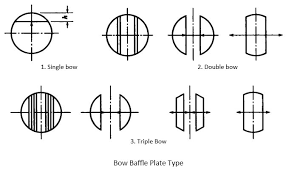 1. Single bow
2. Double bow
3. Triple Bow
Bow Baffle Plate Type